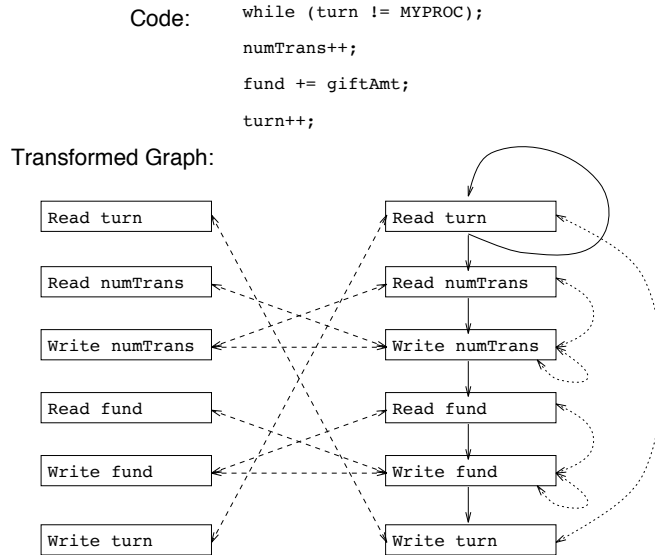 Code:
while (turn != MYPROC);
numTrans++;
fund += giftAmt;
turn++;
Transformed Graph:
Read turn
Read turn
Read numTrans
Read numTrans
Write numTrans
Write numTrans
Read fund
Read fund
Write fund
Write fund
Write turn
Write turn